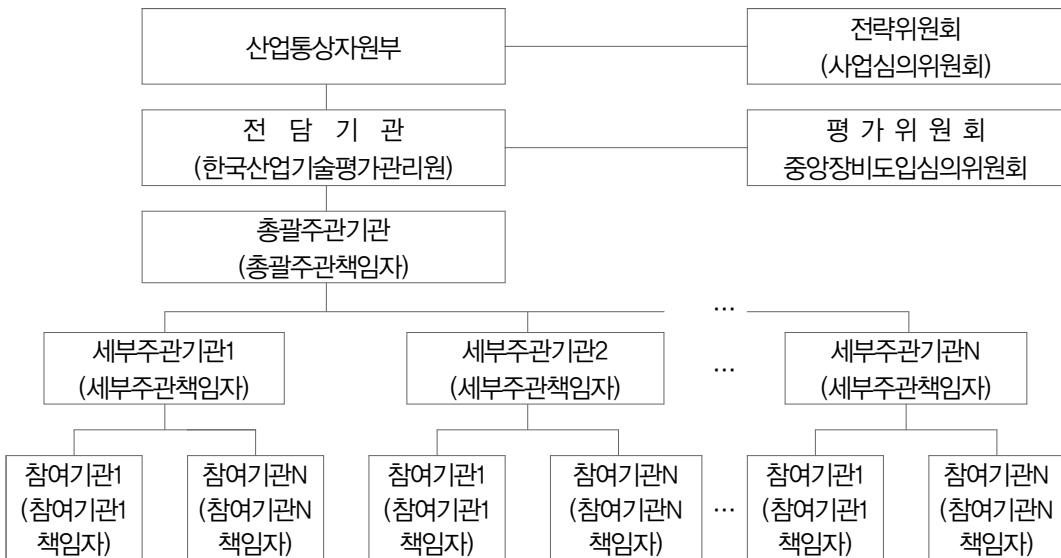 산업통상자원부
전략위원회
(사업심의위원회)
전 담 기 관
(한국산업기술평가관리원)
평 가 위 원 회
중앙장비도입심의위원회
총괄주관기관
(총괄주관책임자)
…
세부주관기관1
(세부주관책임자)
세부주관기관2
(세부주관책임자)
…
세부주관기관N
(세부주관책임자)
참여기관1
(참여기관1
책임자)
참여기관N
(참여기관N
책임자)
참여기관1
(참여기관1
책임자)
참여기관N
(참여기관N
책임자)
…
참여기관1
(참여기관1
책임자)
참여기관N
(참여기관N
책임자)